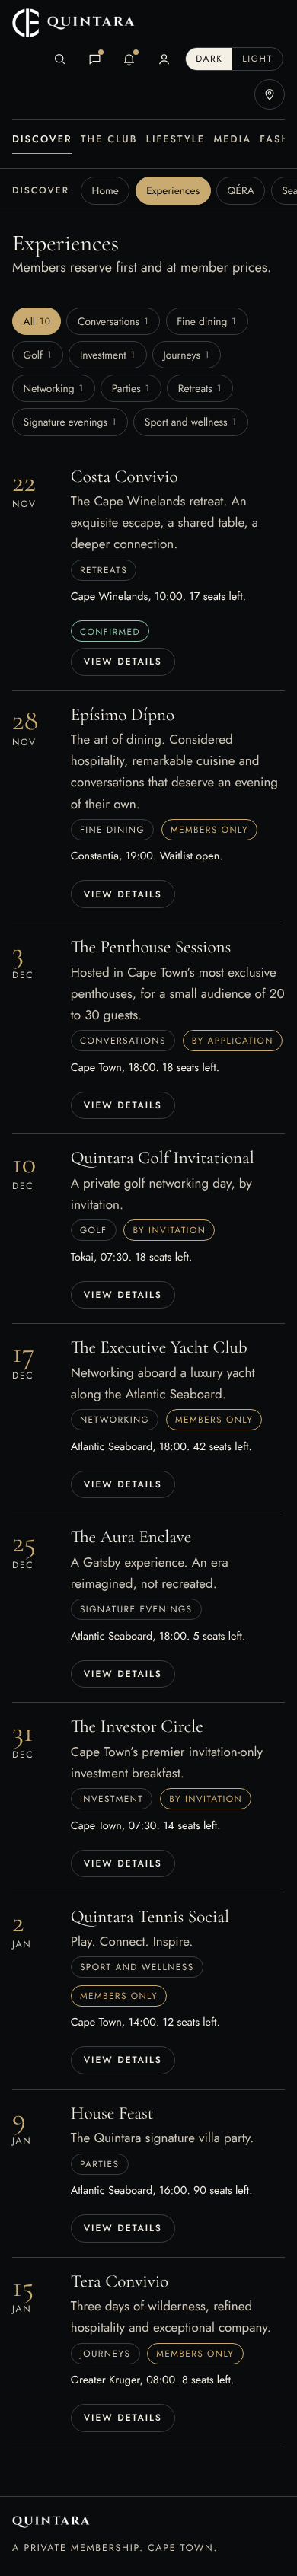 QUINTARA
DARK LIGHT
DISCOVER THE CLUB LIFESTYLE MEDIA FASH
DISCOVER Home Experiences QÉRA Sea
Experiences
Members reserve first and at member prices.
All 10 Conversations 1 Fine dining 1
Golf 1 Investment 1 Journeys 1
Networking 1 Parties 1 Retreats 1
Signature evenings 1 Sport and wellness 1
22 NOV
Costa Convivio
The Cape Winelands retreat. An
exquisite escape, a shared table, a
deeper connection.
RETREATS
Cape Winelands, 10:00. 17 seats left.
CONFIRMED
VIEW DETAILS
28 NOV
Epísimo Dípno
The art of dining. Considered
hospitality, remarkable cuisine and
conversations that deserve an evening
of their own.
FINE DINING MEMBERS ONLY
Constantia, 19:00. Waitlist open.
VIEW DETAILS
3 DEC
The Penthouse Sessions
Hosted in Cape Town's most exclusive
penthouses, for a small audience of 20
to 30 guests.
CONVERSATIONS BY APPLICATION
Cape Town, 18:00. 18 seats left.
VIEW DETAILS
10 DEC
Quintara Golf Invitational
A private golf networking day, by
invitation.
GOLF BY INVITATION
Tokai, 07:30. 18 seats left.
VIEW DETAILS
17 DEC
The Executive Yacht Club
Networking aboard a luxury yacht
along the Atlantic Seaboard.
NETWORKING MEMBERS ONLY
Atlantic Seaboard, 18:00. 42 seats left.
VIEW DETAILS
25 DEC
The Aura Enclave
A Gatsby experience. An era
reimagined, not recreated.
SIGNATURE EVENINGS
Atlantic Seaboard, 18:00. 5 seats left.
VIEW DETAILS
31 DEC
The Investor Circle
Cape Town's premier invitation-only
investment breakfast.
INVESTMENT BY INVITATION
Cape Town, 07:30. 14 seats left.
VIEW DETAILS
2 JAN
Quintara Tennis Social
Play. Connect. Inspire.
SPORT AND WELLNESS
MEMBERS ONLY
Cape Town, 14:00. 12 seats left.
VIEW DETAILS
9 JAN
House Feast
The Quintara signature villa party.
PARTIES
Atlantic Seaboard, 16:00. 90 seats left.
VIEW DETAILS
15 JAN
Tera Convivio
Three days of wilderness, refined
hospitality and exceptional company.
JOURNEYS MEMBERS ONLY
Greater Kruger, 08:00. 8 seats left.
VIEW DETAILS
QUINTARA
A PRIVATE MEMBERSHIP. CAPE TOWN.